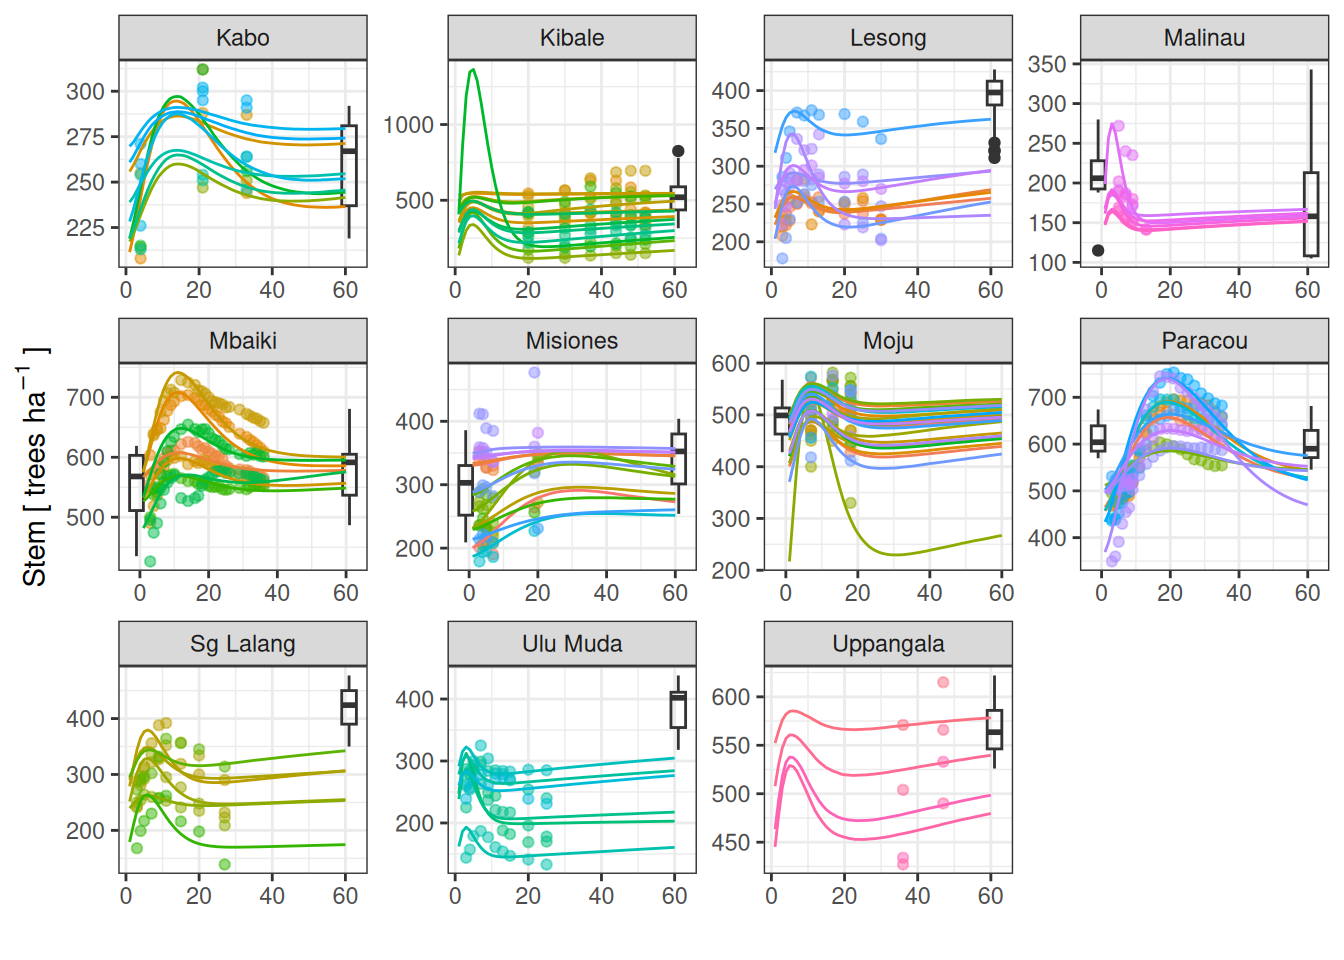 Kabo Kibale Lesong Malinau
300 275 250 225
1000 500
400 350 300 250 200
350 300 250 200 150 100
0 20 40 60 0 20 40 60 0 20 40 60 0 20 40 60
Mbaiki Misiones Moju Paracou
700 600 500
400 300 200
600 500 400 300 200
700 600 500 400
0 20 40 60 0 20 40 60 0 20 40 60 0 20 40 60
Sg Lalang Ulu Muda Uppangala
400 300 200
400 300 200
600 550 500 450
0 20 40 60 0 20 40 60 0 20 40 60
Stem [ trees ha⁻¹ ]